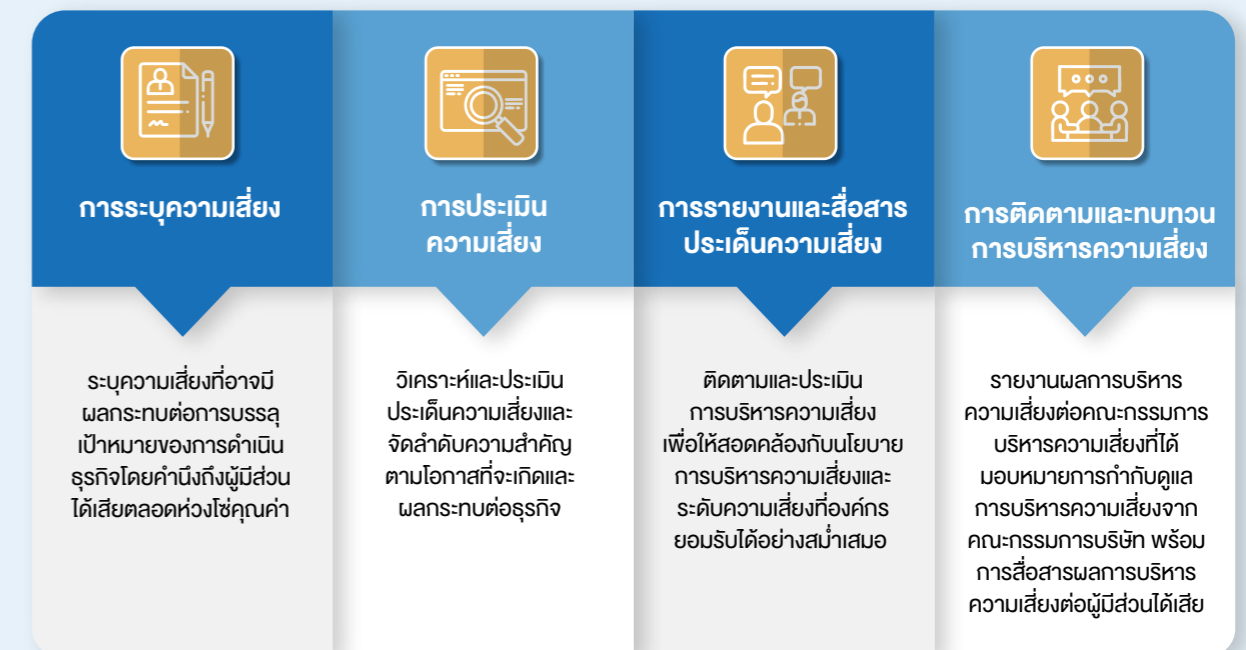 การระบุความเสี่ยง
ระบุความเสี่ยงที่อาจมี
ผลกระทบต่อการบรรลุ
เป้าหมายของการดำเนิน
ธุรกิจโดยคำนึงถึงผู้มีส่วน
ได้เสียตลอดห่วงโซ่คุณค่า
การประเมิน
ความเสี่ยง
วิเคราะห์และประเมิน
ประเด็นความเสี่ยงและ
จัดลำดับความสำคัญ
ตามโอกาสที่จะเกิดและ
ผลกระทบต่อธุรกิจ
การรายงานและสื่อสาร
ประเด็นความเสี่ยง
ติดตามและประเมิน
การบริหารความเสี่ยง
เพื่อให้สอดคล้องกับนโยบาย
การบริหารความเสี่ยงและ
ระดับความเสี่ยงที่องค์กร
ยอมรับได้อย่างสม่ำเสมอ
การติดตามและทบทวน
การบริหารความเสี่ยง
รายงานผลการบริหาร
ความเสี่ยงต่อคณะกรรมการ
บริหารความเสี่ยงที่ได้
มอบหมายการกำกับดูแล
การบริหารความเสี่ยงจาก
คณะกรรมการบริษัท พร้อม
การสื่อสารผลการบริหาร
ความเสี่ยงต่อผู้มีส่วนได้เสีย